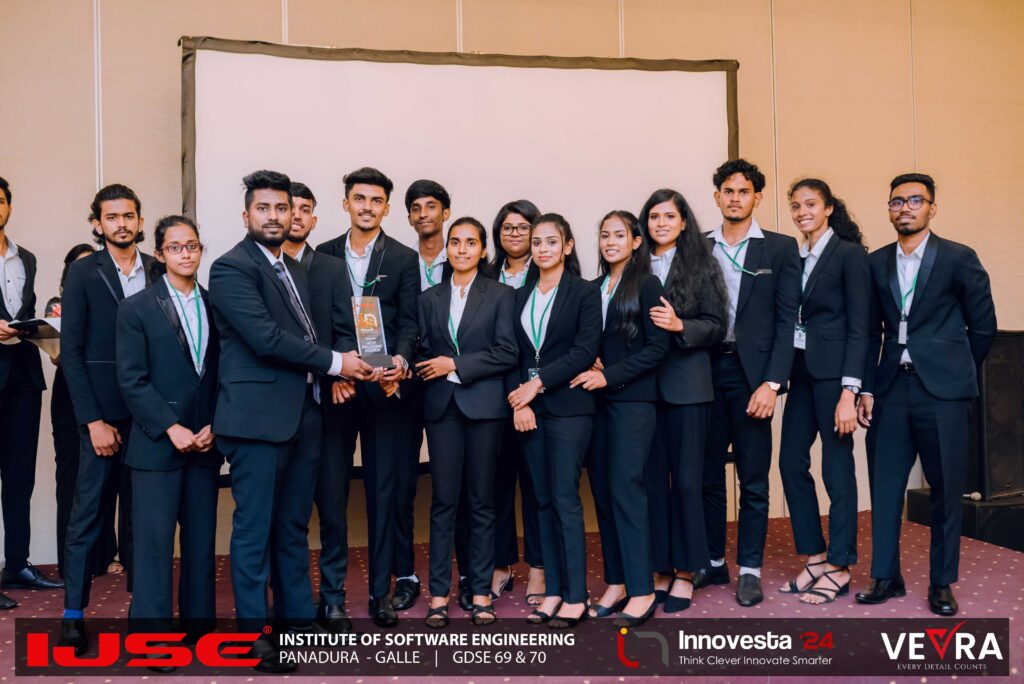 IJSE®
INSTITUTE OF SOFTWARE ENGINEERING
PANADURA - GALLE | GDSE 69 & 70
Innovesta '24
Think Clever Innovate Smarter
VEVRA
EVERY DETAIL COUNTS